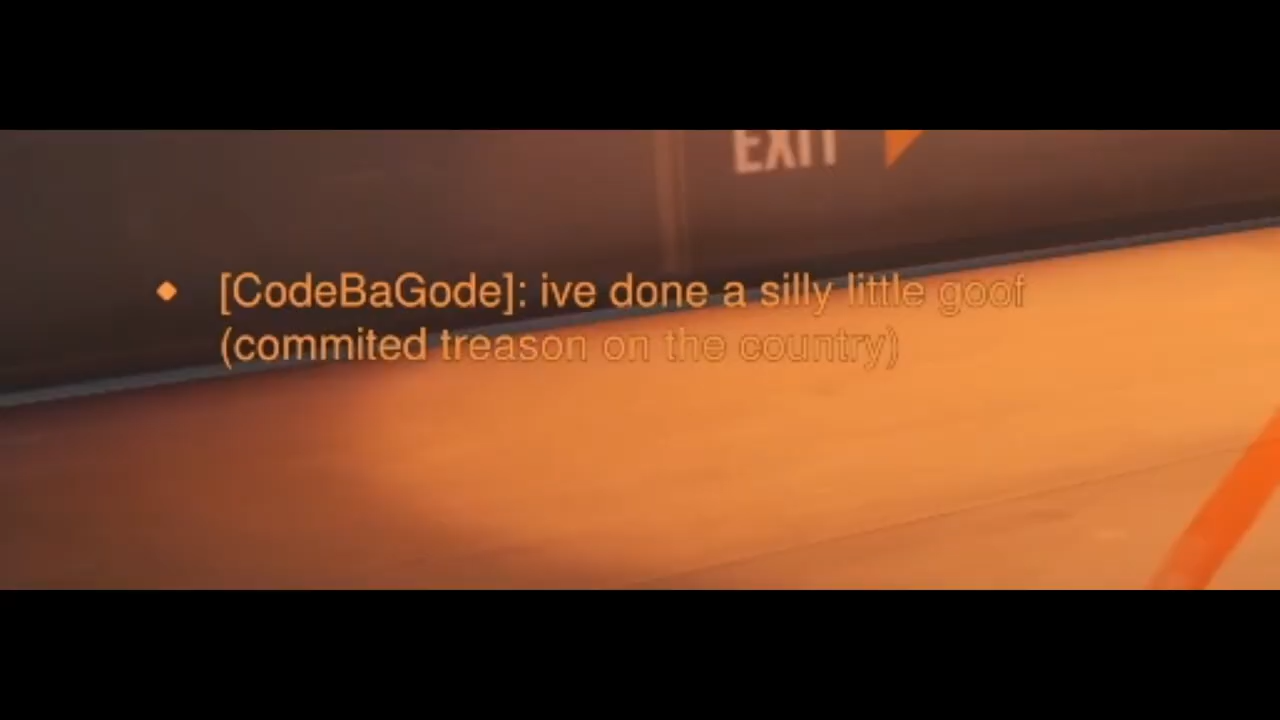 EXIT
[CodeBaGode]: ive done a silly little goof
(commited treason on the country)